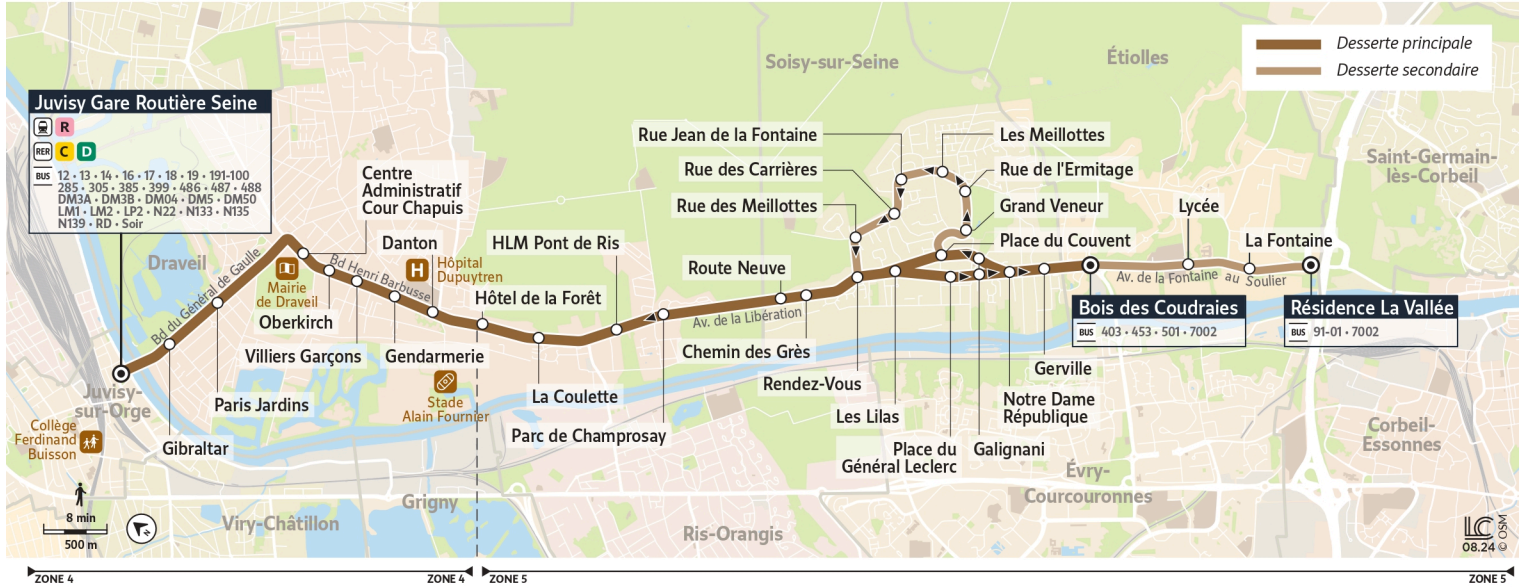 Desserte principale
Desserte secondaire
Soisy-sur-Seine
Étiolles
Saint-Germain-
lès-Corbeil
Juvisy Gare Routière Seine
R
RER C D
BUS 12 • 13 • 14 • 16 • 17 • 18 • 19 • 191-100
285 • 305 • 385 • 399 • 486 • 487 • 488
DM3A • DM3B • DM04 • DM5 • DM50
LM1 • LM2 • LP2 • N22 • N133 • N135
N139 • RD • Soir
Draveil
Bd du Général de Gaulle
Mairie
de Draveil
Centre
Administratif
Cour Chapuis
Bd Henri Barbusse
Danton
H
Hôpital
Dupuytren
Oberkirch
Villiers Garçons
Gendarmerie
Hôtel de la Forêt
HLM Pont de Ris
Route Neuve
Av. de la Libération
Rue Jean de la Fontaine
Rue des Carrières
Rue des Meillottes
Les Meillottes
Rue de l'Ermitage
Grand Veneur
Place du Couvent
Lycée
La Fontaine
Av. de la Fontaine au Soulier
Bois des Coudraies
BUS 403 • 453 • 501 • 7002
Résidence La Vallée
BUS 91-01 • 7002
Juvisy-
sur-Orge
Collège
Ferdinand
Buisson
Gibraltar
Paris Jardins
Stade
Alain Fournier
La Coulette
Parc de Champrosay
Chemin des Grès
Rendez-Vous
Les Lilas
Place du
Général Leclerc
Galignani
Notre Dame
République
Gerville
Évry-
Courcouronnes
Corbeil-
Essonnes
Grigny
Viry-Châtillon
Ris-Orangis
8 min
500 m
N
LC
08.24 © OSM
ZONE 4
ZONE 4
ZONE 5
ZONE 5